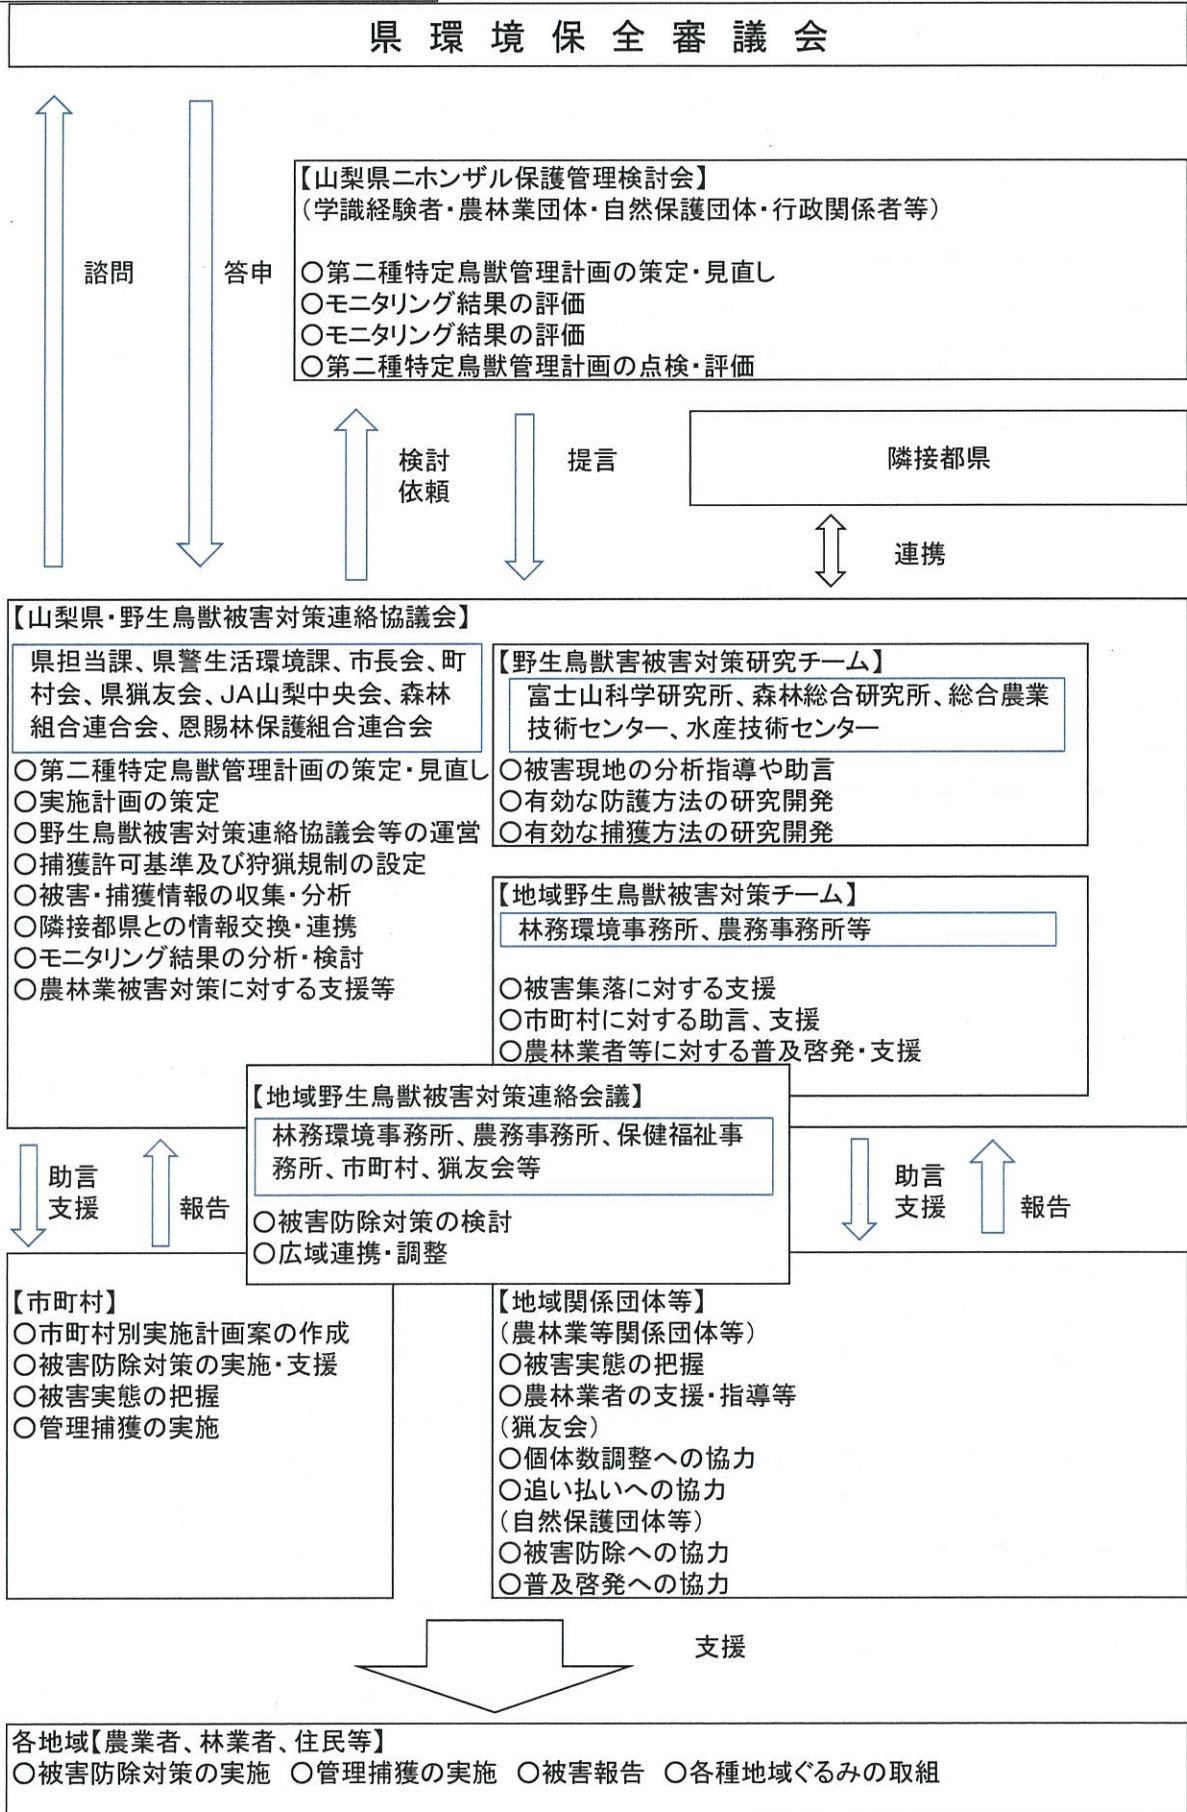 県環境保全審議会
【山梨県ニホンザル保護管理検討会】
（学識経験者・農林業団体・自然保護団体・行政関係者等）
諮問
答申
○第二種特定鳥獣管理計画の策定・見直し
○モニタリング結果の評価
○モニタリング結果の評価
○第二種特定鳥獣管理計画の点検・評価
検討
依頼
提言
隣接都県
連携
【山梨県・野生鳥獣被害対策連絡協議会】
県担当課、県警生活環境課、市長会、町
村会、県猟友会、JA山梨中央会、森林
組合連合会、恩賜林保護組合連合会
○第二種特定鳥獣管理計画の策定・見直し
○実施計画の策定
○野生鳥獣被害対策連絡協議会等の運営
○捕獲許可基準及び狩猟規制の設定
○被害・捕獲情報の収集・分析
○隣接都県との情報交換・連携
○モニタリング結果の分析・検討
○農林業被害対策に対する支援等
【野生鳥獣害被害対策研究チーム】
富士山科学研究所、森林総合研究所、総合農業
技術センター、水産技術センター
○被害現地の分析指導や助言
○有効な防護方法の研究開発
○有効な捕獲方法の研究開発
【地域野生鳥獣被害対策チーム】
林務環境事務所、農務事務所等
○被害集落に対する支援
○市町村に対する助言、支援
○農林業者等に対する普及啓発・支援
【地域野生鳥獣被害対策連絡会議】
林務環境事務所、農務事務所、保健福祉事
務所、市町村、猟友会等
○被害防除対策の検討
○広域連携・調整
助言
支援
報告
助言
支援
報告
【市町村】
○市町村別実施計画案の作成
○被害防除対策の実施・支援
○被害実態の把握
○管理捕獲の実施
【地域関係団体等】
（農林業等関係団体等）
○被害実態の把握
○農林業者の支援・指導等
（猟友会）
○個体数調整への協力
○追い払いへの協力
（自然保護団体等）
○被害防除への協力
○普及啓発への協力
支援
各地域【農業者、林業者、住民等】
○被害防除対策の実施 ○管理捕獲の実施 ○被害報告 ○各種地域ぐるみの取組